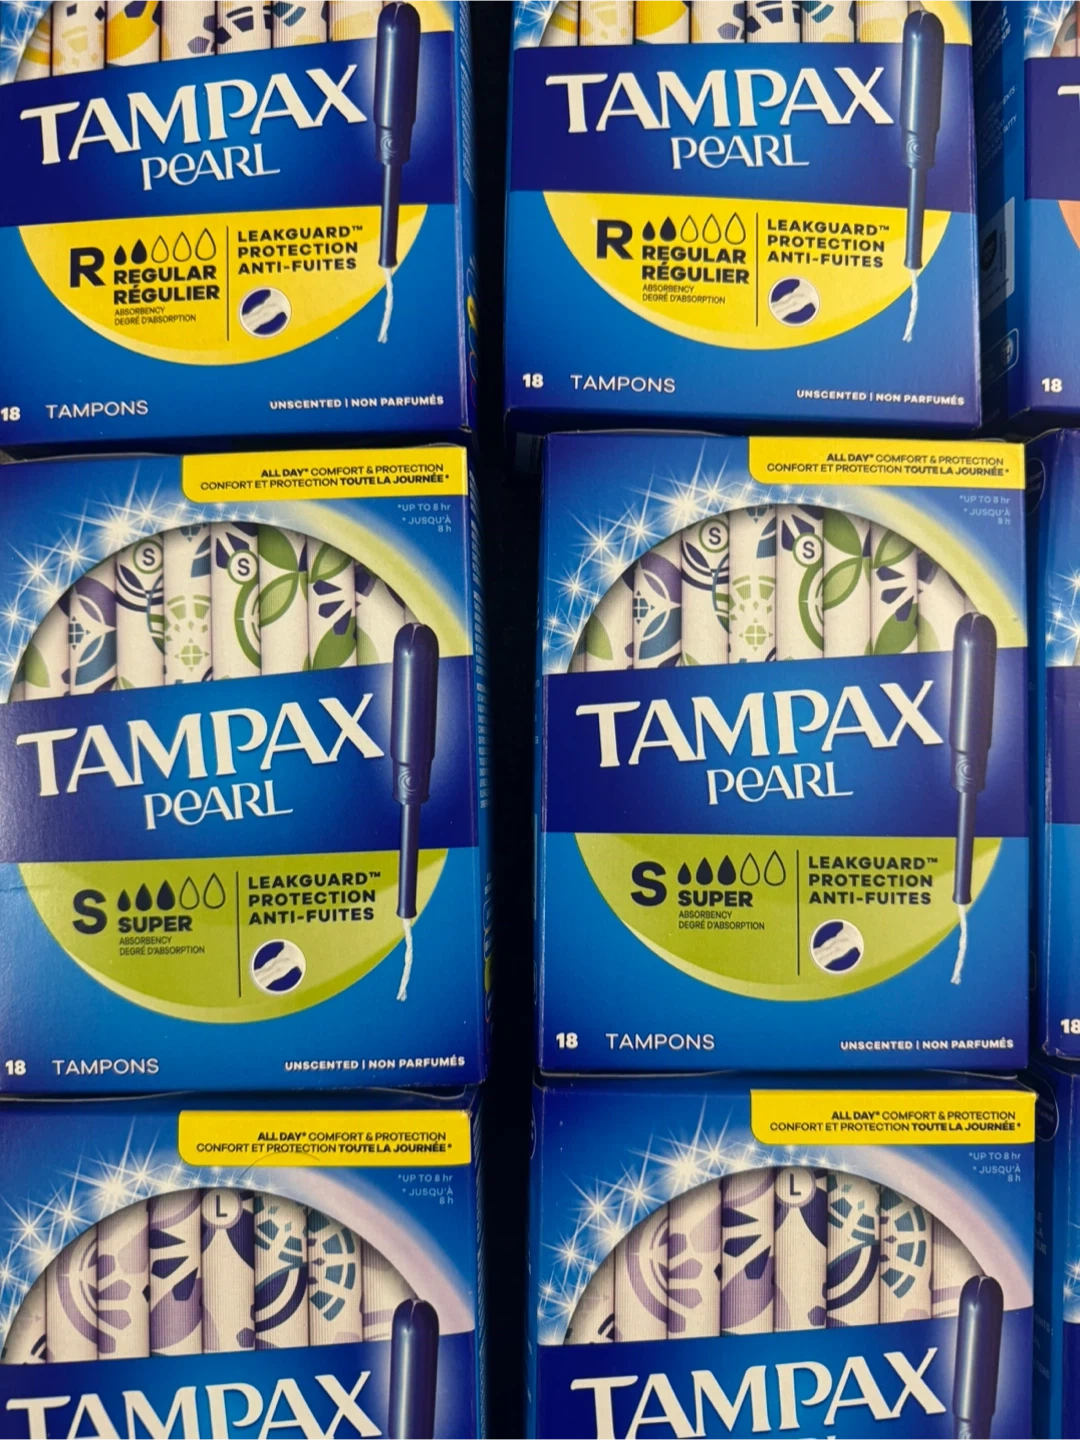 TAMPAX
PEARL
R REGULAR
RÉGULIER
ABSORBENCY
DEGRÉ D'ABSORPTION
LEAKGUARD™
PROTECTION
ANTI-FUITES
18 TAMPONS
UNSCENTED | NON PARFUMÉS
TAMPAX
PEARL
R REGULAR
RÉGULIER
ABSORBENCY
DEGRÉ D'ABSORPTION
LEAKGUARD™
PROTECTION
ANTI-FUITES
18 TAMPONS
UNSCENTED | NON PARFUMÉS
18
ALL DAY* COMFORT & PROTECTION
CONFORT ET PROTECTION TOUTE LA JOURNÉE*
*UP TO 8 hr
*JUSQU'À
8 h
S
S
TAMPAX
PEARL
S SUPER
ABSORBENCY
DEGRÉ D'ABSORPTION
LEAKGUARD™
PROTECTION
ANTI-FUITES
18 TAMPONS
UNSCENTED | NON PARFUMÉS
ALL DAY* COMFORT & PROTECTION
CONFORT ET PROTECTION TOUTE LA JOURNÉE*
*UP TO 8 hr
*JUSQU'À
8 h
S
S
TAMPAX
PEARL
S SUPER
ABSORBENCY
DEGRÉ D'ABSORPTION
LEAKGUARD™
PROTECTION
ANTI-FUITES
18 TAMPONS
UNSCENTED | NON PARFUMÉS
18
ALL DAY* COMFORT & PROTECTION
CONFORT ET PROTECTION TOUTE LA JOURNÉE*
*UP TO 8 hr
*JUSQU'À
8 h
L
TAMPAX
ALL DAY* COMFORT & PROTECTION
CONFORT ET PROTECTION TOUTE LA JOURNÉE*
*UP TO 8 hr
*JUSQU'À
8 h
L
TAMPAX